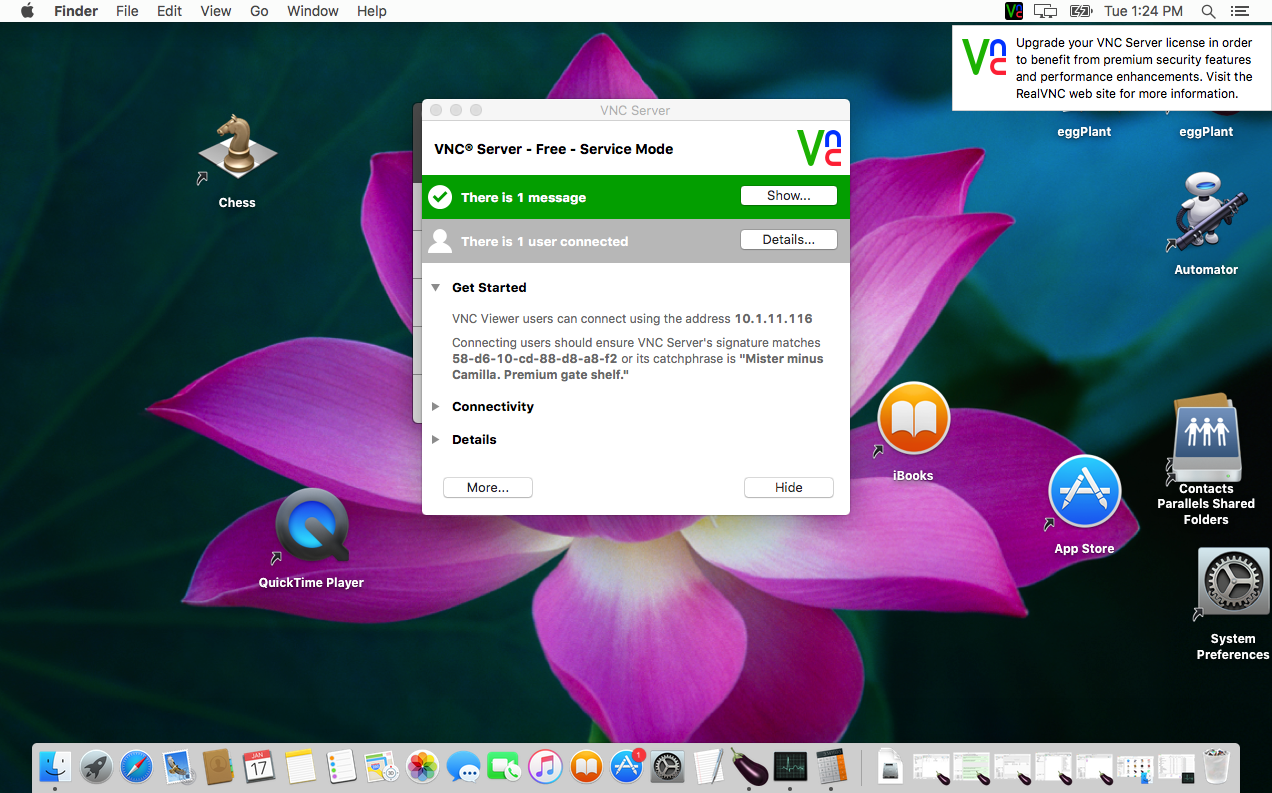 Finder File Edit View Go Window Help
Tue 1:24 PM
Upgrade your VNC Server license in order
to benefit from premium security features
and performance enhancements. Visit the
RealVNC web site for more information.
eggPlant
eggPlant
VNC Server
VNC® Server - Free - Service Mode
There is 1 message
Show...
There is 1 user connected
Details...
Get Started
VNC Viewer users can connect using the address 10.1.11.116
Connecting users should ensure VNC Server's signature matches
58-d6-10-cd-88-d8-a8-f2 or its catchphrase is "Mister minus
Camilla. Premium gate shelf."
Connectivity
Details
More...
Hide
Chess
Automator
iBooks
Contacts
Parallels Shared
Folders
App Store
QuickTime Player
System
Preferences
JAN
17
1